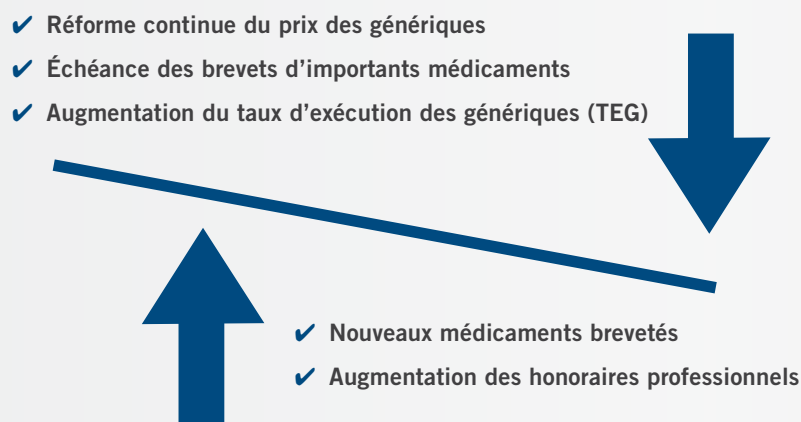 ✔ Réforme continue du prix des génériques
✔ Échéance des brevets d’importants médicaments
✔ Augmentation du taux d’exécution des génériques (TEG)
✔ Nouveaux médicaments brevetés
✔ Augmentation des honoraires professionnels